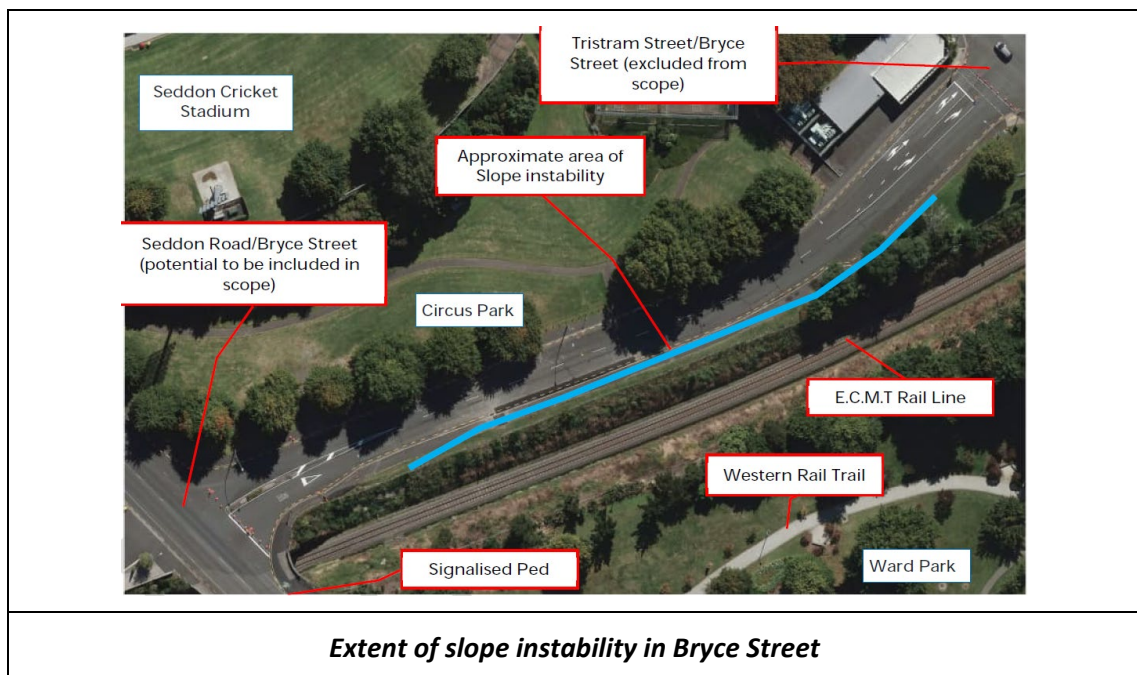 Tristram Street/Bryce
Street (excluded from
scope)
Seddon Cricket
Stadium
Approximate area of
Slope instability
Seddon Road/Bryce Street
(potential to be included in
scope)
Circus Park
E.C.M.T Rail Line
Western Rail Trail
Signalised Ped
Ward Park
Extent of slope instability in Bryce Street